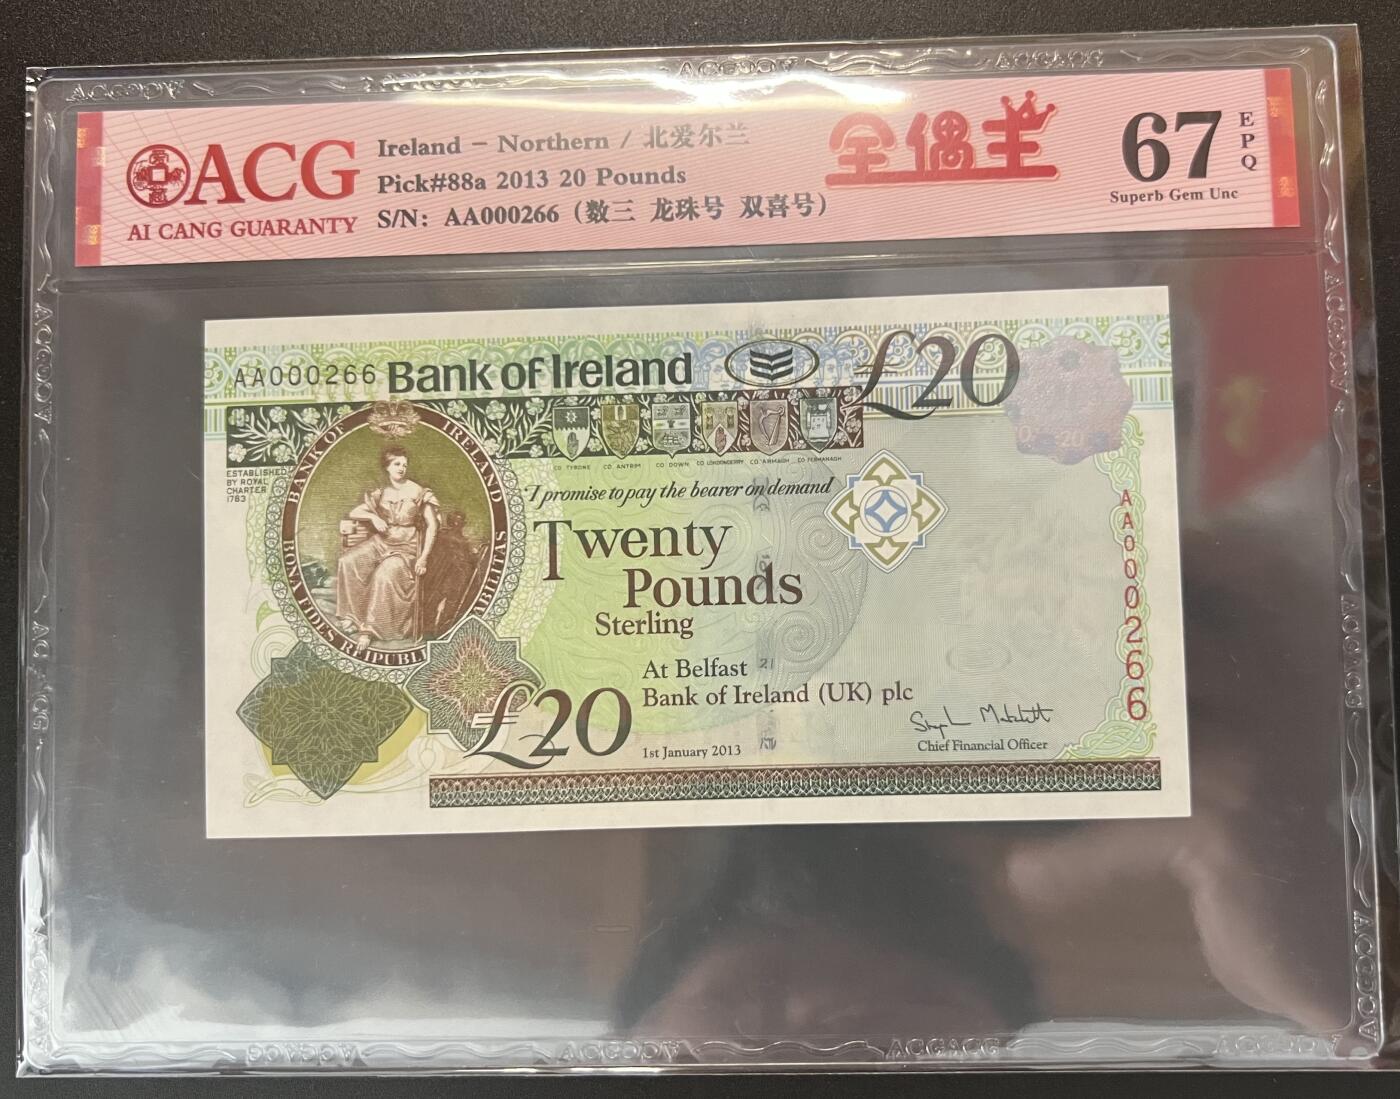 ACG
AI CANG GUARANTY
Ireland - Northern / 北爱尔兰
Pick#88a 2013 20 Pounds
S/N: AA000266 (数三 龙珠号 双喜号)
全偶王
67
EPQ
Superb Gem Unc
AA000266 Bank of Ireland £20
BANK OF IRELAND
BONA FIDES REIPUBLI
ABILITAS
ESTABLISHED
BY ROYAL
CHARTER
1783
CO TYRONE CO ANTRIM CO DOWN CO LONDONDERRY CO ARMAGH CO FERMANAGH
20
I promise to pay the bearer on demand
Twenty
Pounds
Sterling
At Belfast
Bank of Ireland (UK) plc
£20
1st January 2013
Chief Financial Officer
AA000266